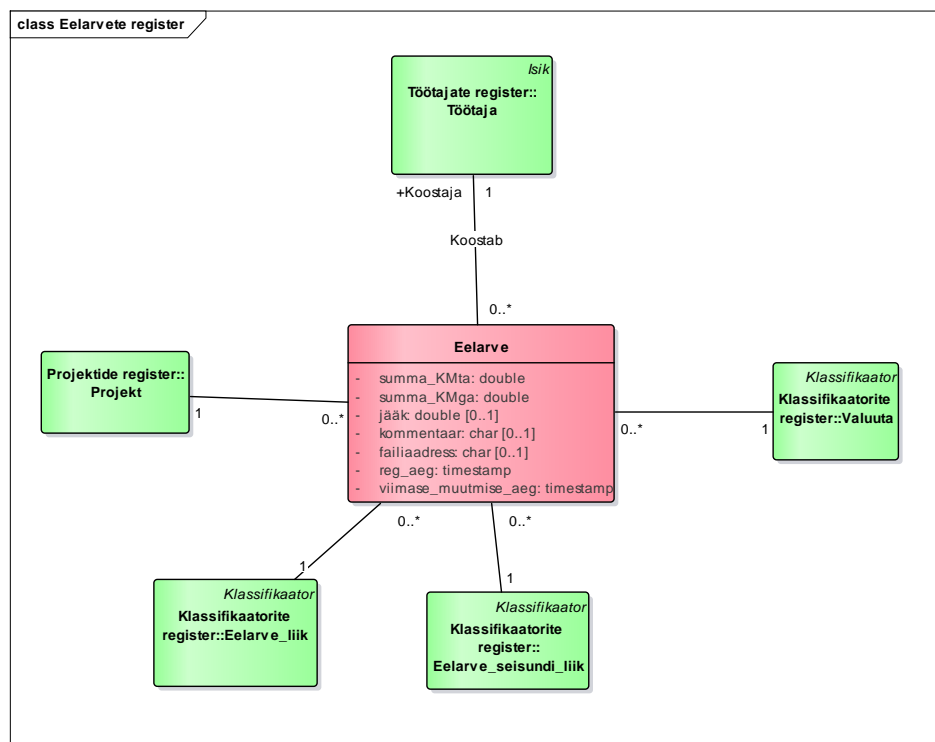 class Eelarvete register
Isik
Töötajate register::
Töötaja
+Koostaja
1
Koostab
0..*
Eelarve
- summa_KMta: double
- summa_KMga: double
- jääk: double [0..1]
- kommentaar: char [0..1]
- failiaadress: char [0..1]
- reg_aeg: timestamp
- viimase_muutmise_aeg: timestamp
Projektide register::
Projekt
1
0..*
Klassifikaator
Klassifikaatorite
register::Valuuta
0..*
1
0..*
0..*
1
1
Klassifikaator
Klassifikaatorite
register::Eelarve_liik
Klassifikaator
Klassifikaatorite
register::
Eelarve_seisundi_liik